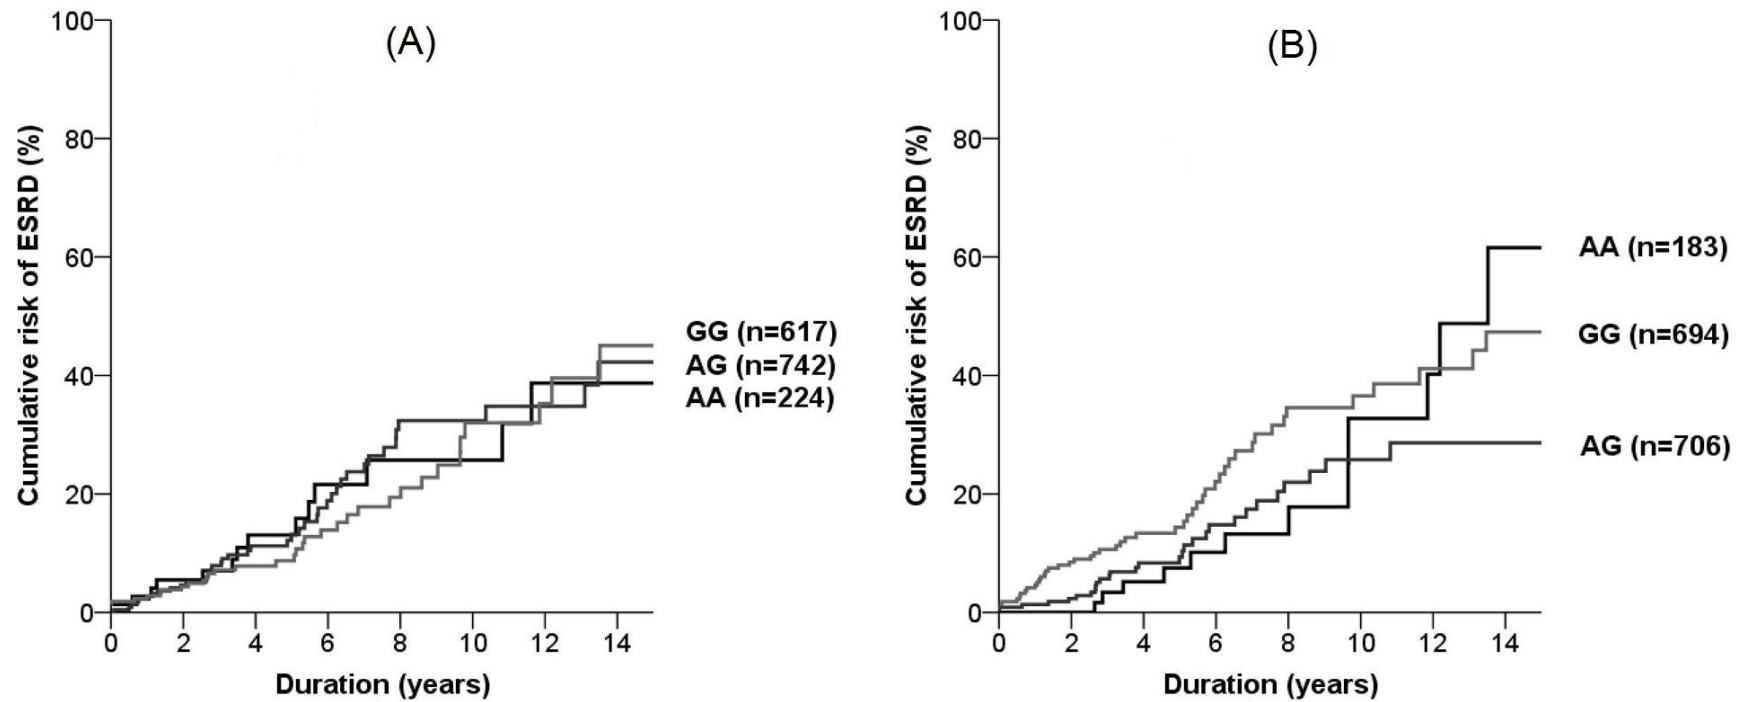 (A)
Cumulative risk of ESRD (%)
100
80
60
40
20
0
0 2 4 6 8 10 12 14
Duration (years)
GG (n=617)
AG (n=742)
AA (n=224)
(B)
Cumulative risk of ESRD (%)
100
80
60
40
20
0
0 2 4 6 8 10 12 14
Duration (years)
AA (n=183)
GG (n=694)
AG (n=706)